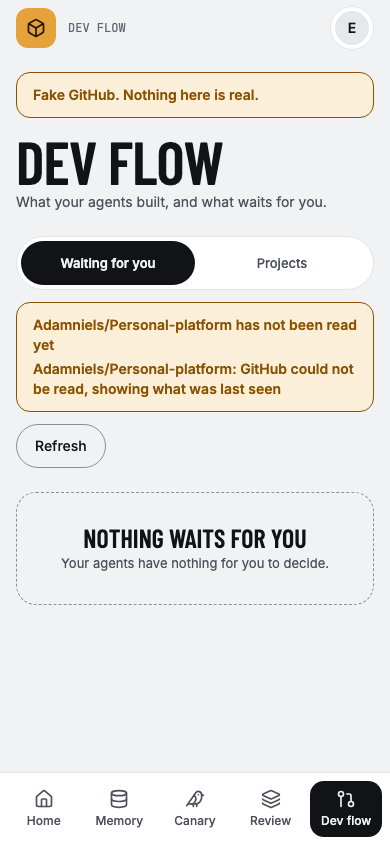 DEV FLOW
E
Fake GitHub. Nothing here is real.
DEV FLOW
What your agents built, and what waits for you.
Waiting for you
Projects
Adamniels/Personal-platform has not been read
yet
Adamniels/Personal-platform: GitHub could not
be read, showing what was last seen
Refresh
NOTHING WAITS FOR YOU
Your agents have nothing for you to decide.
Home
Memory
Canary
Review
Dev flow